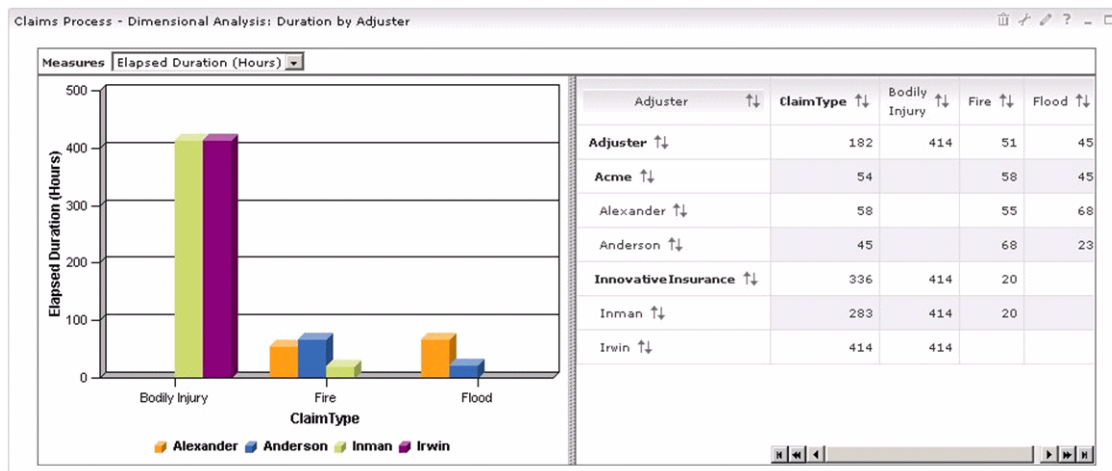 Claims Process - Dimensional Analysis: Duration by Adjuster
?
Measures Elapsed Duration (Hours)
500
400
300
200
100
0
Elapsed Duration (Hours)
Bodily Injury Fire Flood
ClaimType
Alexander Anderson Inman Irwin
Adjuster ClaimType Bodily Injury Fire Flood
Adjuster 182 414 51 45
Acme 54 58 45
Alexander 58 55 68
Anderson 45 68 23
InnovativeInsurance 336 414 20
Inman 283 414 20
Irwin 414 414